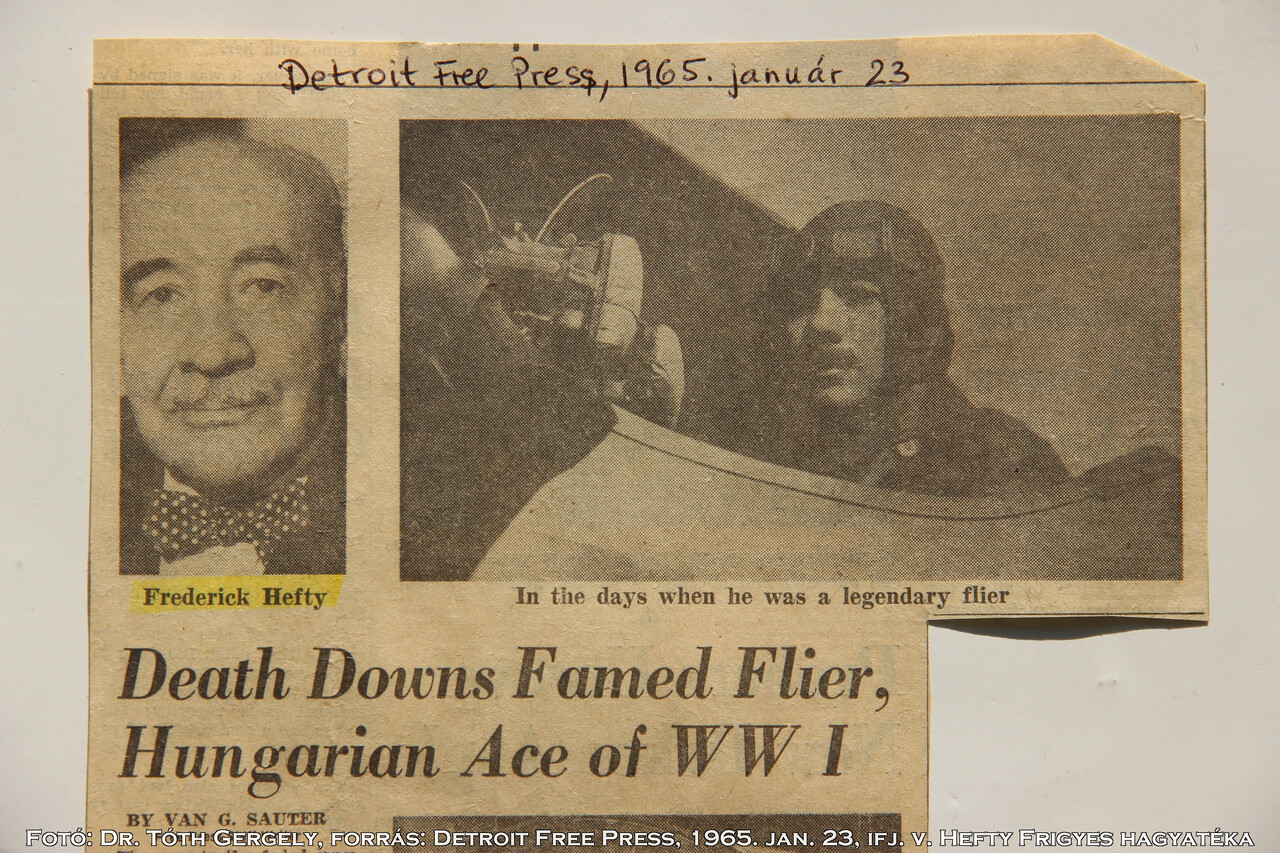 Detroit Free Press, 1965. január 23
Frederick Hefty
In the days when he was a legendary flier
Death Downs Famed Flier,
Hungarian Ace of WW I
BY VAN G. SAUTER
Fotó: Dr. Tóth Gergely, forrás: Detroit Free Press, 1965. jan. 23, ifj. v. Hefty Frigyes hagyatéka